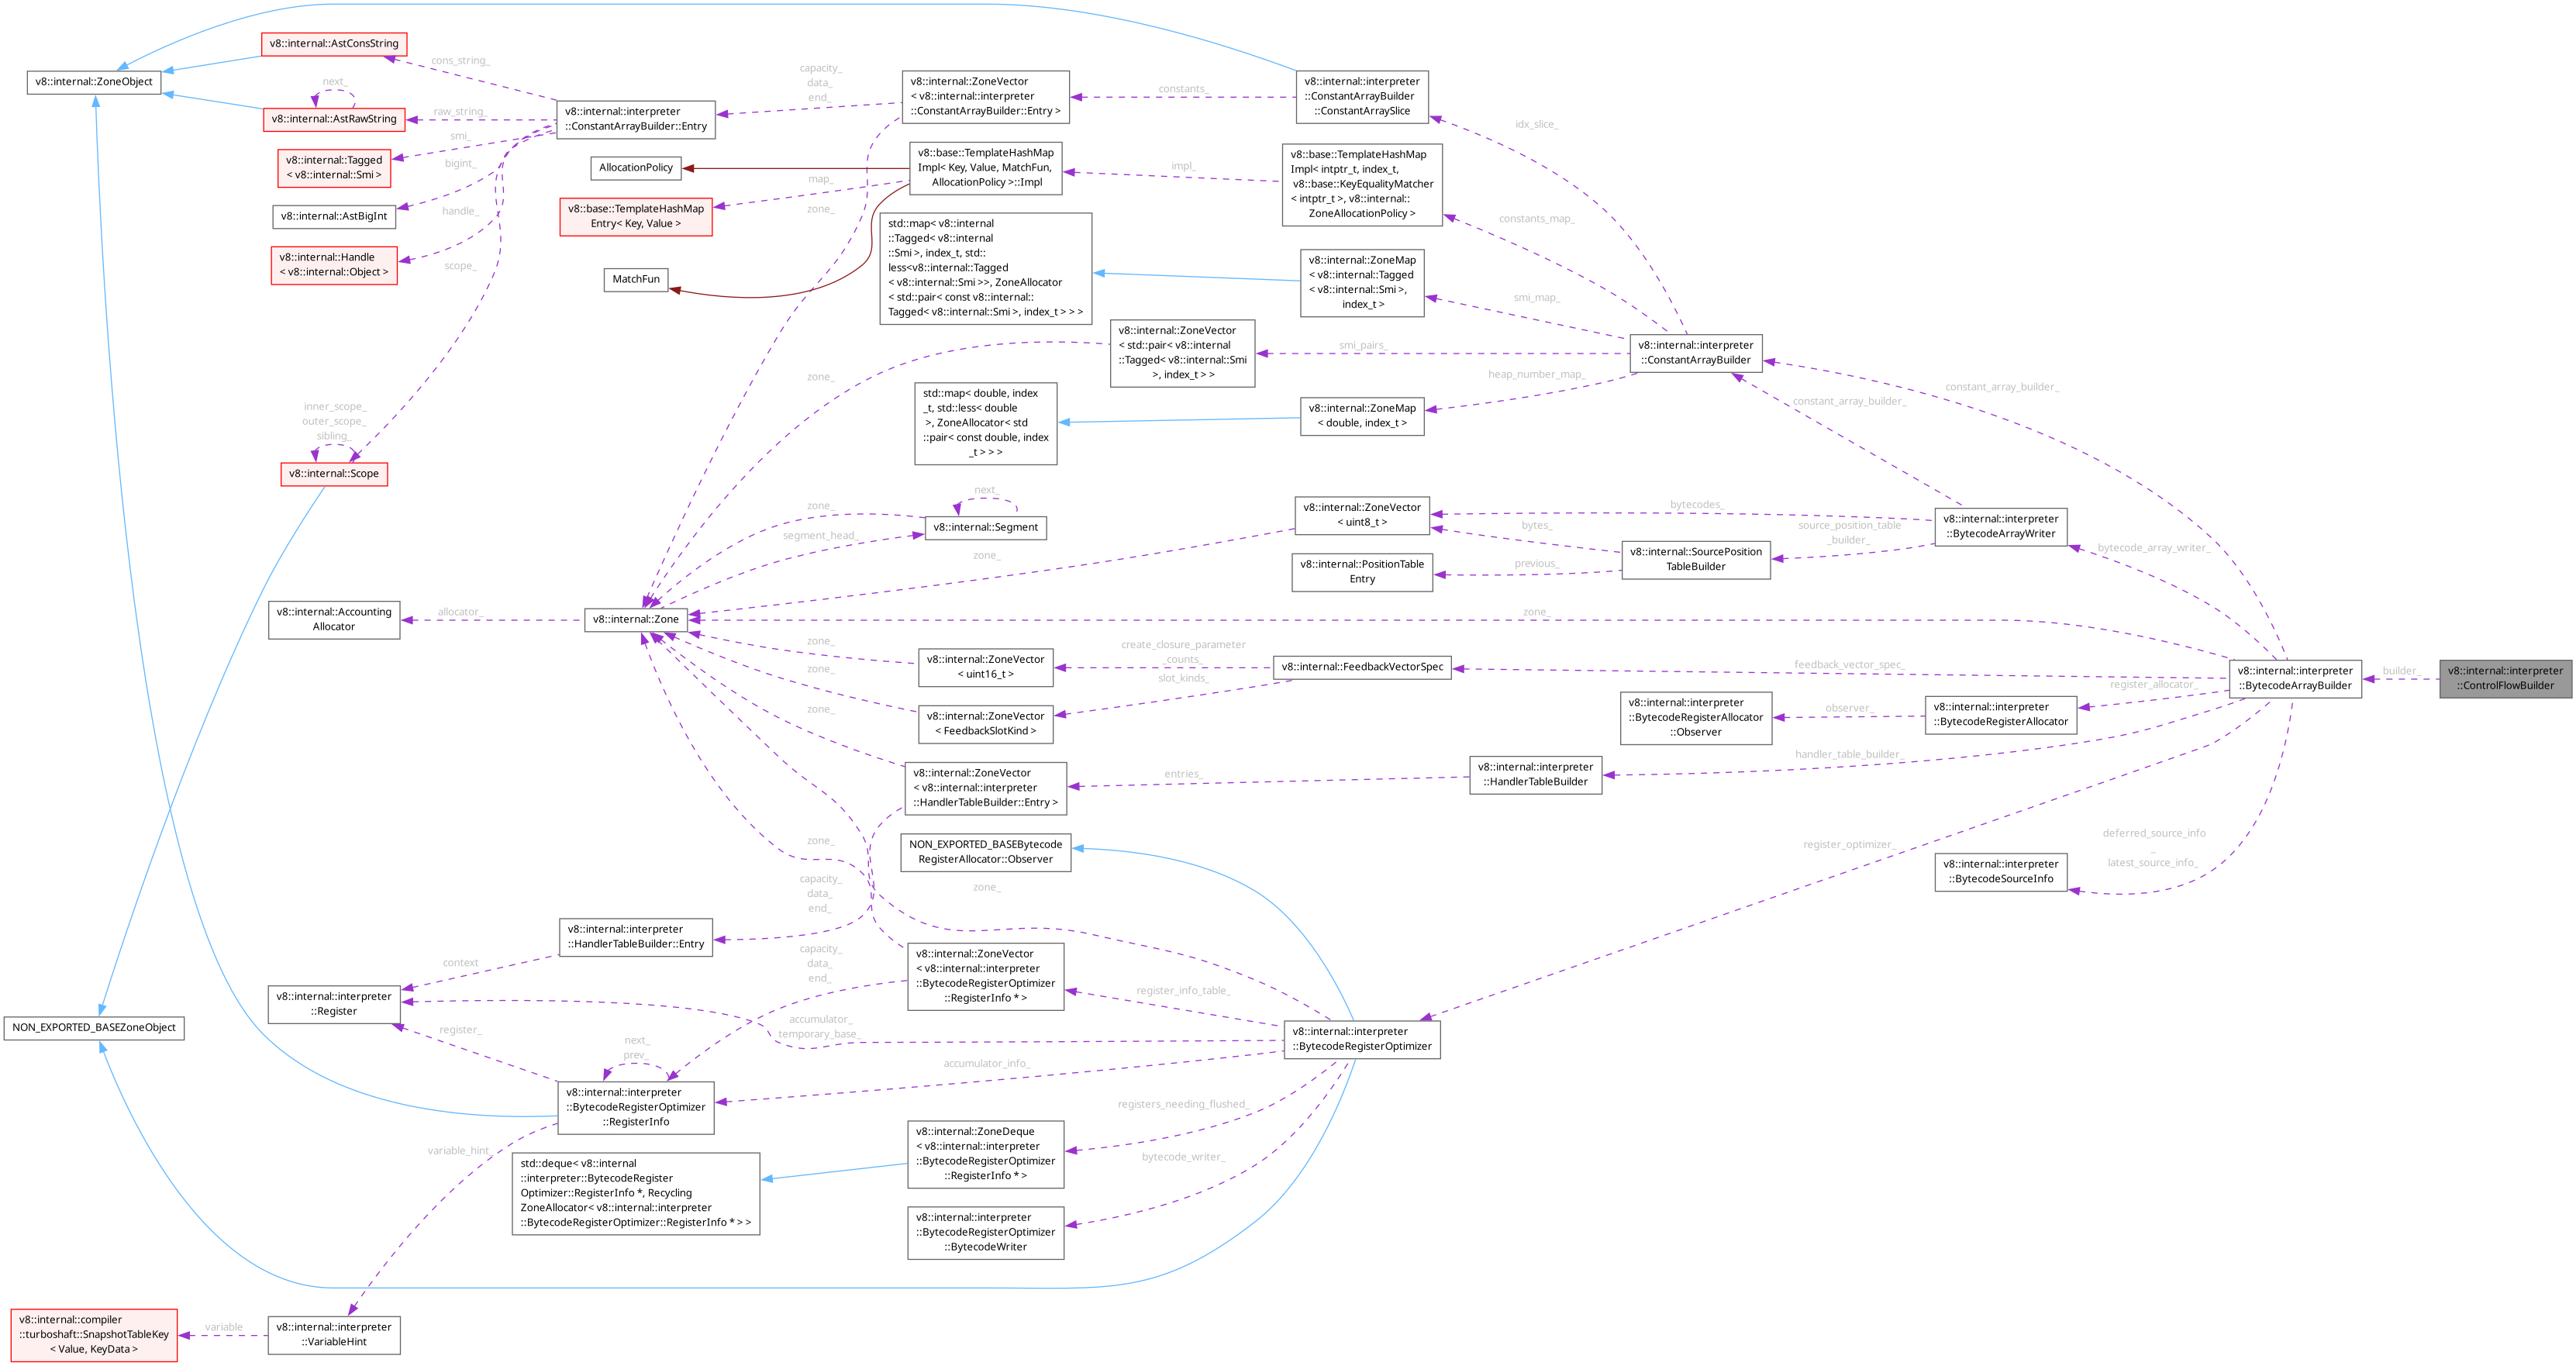 v8::internal::ZoneObject
v8::internal::AstConsString
next_
v8::internal::AstRawString
v8::internal::Tagged
< v8::internal::Smi >
v8::internal::AstBigInt
v8::internal::Handle
< v8::internal::Object >
inner_scope_
outer_scope_
sibling_
v8::internal::Scope
v8::internal::Accounting
Allocator
v8::internal::interpreter
::Register
NON_EXPORTED_BASEZoneObject
v8::internal::compiler
::turboshaft::SnapshotTableKey
< Value, KeyData >
variable
v8::internal::interpreter
::VariableHint
cons_string_
raw_string_
smi_
bigint_
handle_
scope_
allocator_
context
register_
variable_hint_
v8::internal::interpreter
::ConstantArrayBuilder::Entry
AllocationPolicy
v8::base::TemplateHashMap
Entry< Key, Value >
MatchFun
v8::internal::Zone
v8::internal::interpreter
::HandlerTableBuilder::Entry
next_
prev_
v8::internal::interpreter
::BytecodeRegisterOptimizer
::RegisterInfo
std::deque< v8::internal
::interpreter::BytecodeRegister
Optimizer::RegisterInfo *, Recycling
ZoneAllocator< v8::internal::interpreter
::BytecodeRegisterOptimizer::RegisterInfo * > >
capacity_
data_
end_
map_
zone_
zone_
zone_
segment_head_
zone_
zone_
zone_
zone_
capacity_
data_
end_
capacity_
data_
end_
accumulator_
temporary_base_
v8::internal::ZoneVector
< v8::internal::interpreter
::ConstantArrayBuilder::Entry >
v8::base::TemplateHashMap
Impl< Key, Value, MatchFun,
AllocationPolicy >::Impl
std::map< v8::internal
::Tagged< v8::internal
::Smi >, index_t, std::
less<v8::internal::Tagged
< v8::internal::Smi >>, ZoneAllocator
< std::pair< const v8::internal::
Tagged< v8::internal::Smi >, index_t > > >
v8::internal::ZoneVector
< std::pair< v8::internal
::Tagged< v8::internal::Smi
>, index_t > >
std::map< double, index
_t, std::less< double
>, ZoneAllocator< std
::pair< const double, index
_t > > >
next_
v8::internal::Segment
zone_
v8::internal::ZoneVector
< uint16_t >
v8::internal::ZoneVector
< FeedbackSlotKind >
v8::internal::ZoneVector
< v8::internal::interpreter
::HandlerTableBuilder::Entry >
NON_EXPORTED_BASEBytecode
RegisterAllocator::Observer
zone_
v8::internal::ZoneVector
< v8::internal::interpreter
::BytecodeRegisterOptimizer
::RegisterInfo * >
accumulator_info_
v8::internal::ZoneDeque
< v8::internal::interpreter
::BytecodeRegisterOptimizer
::RegisterInfo * >
v8::internal::interpreter
::BytecodeRegisterOptimizer
::BytecodeWriter
constants_
impl_
create_closure_parameter
_counts_
slot_kinds_
entries_
register_info_table_
registers_needing_flushed_
bytecode_writer_
v8::internal::interpreter
::ConstantArrayBuilder
::ConstantArraySlice
v8::base::TemplateHashMap
Impl< intptr_t, index_t,
v8::base::KeyEqualityMatcher
< intptr_t >, v8::internal::
ZoneAllocationPolicy >
v8::internal::ZoneMap
< v8::internal::Tagged
< v8::internal::Smi >,
index_t >
smi_pairs_
v8::internal::ZoneMap
< double, index_t >
v8::internal::ZoneVector
< uint8_t >
v8::internal::PositionTable
Entry
v8::internal::FeedbackVectorSpec
v8::internal::interpreter
::HandlerTableBuilder
v8::internal::interpreter
::BytecodeRegisterOptimizer
idx_slice_
constants_map_
smi_map_
heap_number_map_
bytes_
previous_
zone_
v8::internal::interpreter
::ConstantArrayBuilder
bytecodes_
v8::internal::SourcePosition
TableBuilder
v8::internal::interpreter
::BytecodeRegisterAllocator
::Observer
constant_array_builder_
source_position_table
_builder_
feedback_vector_spec_
observer_
handler_table_builder_
register_optimizer_
constant_array_builder_
v8::internal::interpreter
::BytecodeArrayWriter
v8::internal::interpreter
::BytecodeRegisterAllocator
v8::internal::interpreter
::BytecodeSourceInfo
bytecode_array_writer_
register_allocator_
deferred_source_info
_
latest_source_info_
v8::internal::interpreter
::BytecodeArrayBuilder
builder_
v8::internal::interpreter
::ControlFlowBuilder